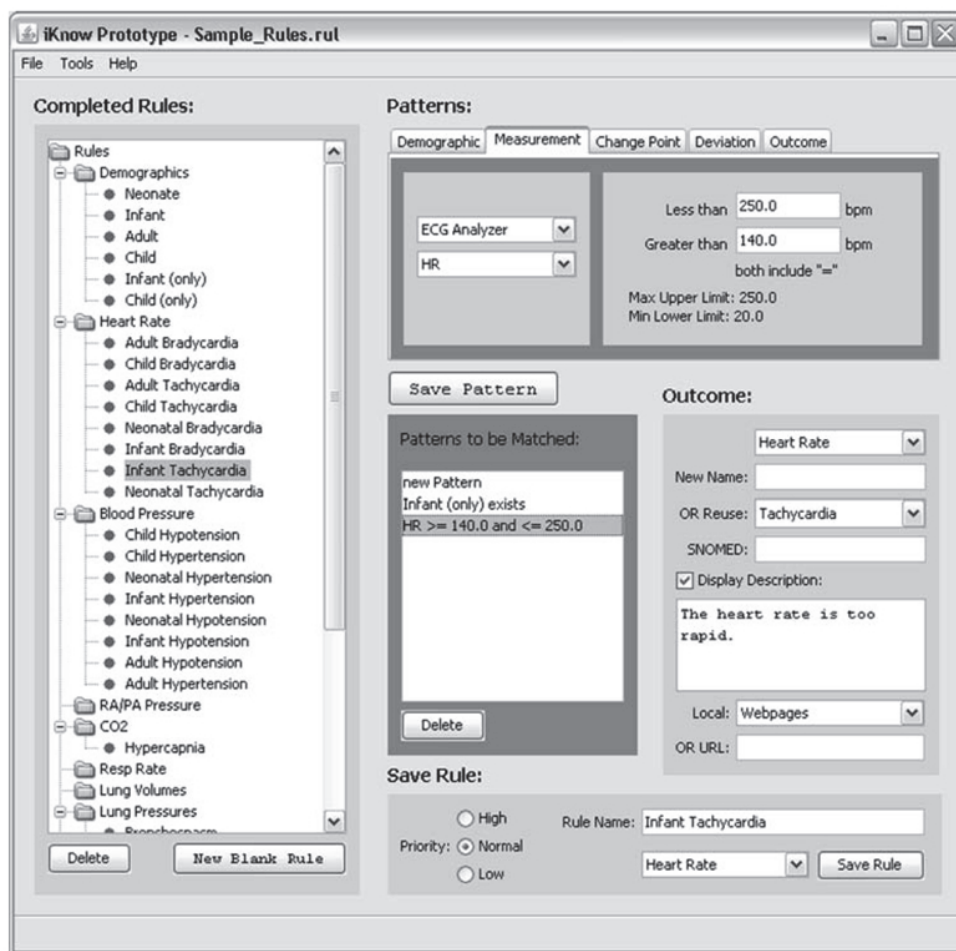 iKnow Prototype - Sample_Rules.rul
File Tools Help
Completed Rules:
Rules
Demographics
Neonate
Infant
Adult
Child
Infant (only)
Child (only)
Heart Rate
Adult Bradycardia
Child Bradycardia
Adult Tachycardia
Child Tachycardia
Neonatal Bradycardia
Infant Bradycardia
Infant Tachycardia
Neonatal Tachycardia
Blood Pressure
Child Hypotension
Child Hypertension
Neonatal Hypertension
Infant Hypertension
Neonatal Hypotension
Infant Hypotension
Adult Hypotension
Adult Hypertension
RA/PA Pressure
CO2
Hypercapnia
Resp Rate
Lung Volumes
Lung Pressures
Bronchospasm
Delete New Blank Rule
Patterns:
Demographic Measurement Change Point Deviation Outcome
ECG Analyzer
HR
Less than 250.0 bpm
Greater than 140.0 bpm
both include "="
Max Upper Limit: 250.0
Min Lower Limit: 20.0
Save Pattern
Patterns to be Matched:
new Pattern
Infant (only) exists
HR >= 140.0 and <= 250.0
Delete
Outcome:
Heart Rate
New Name:
OR Reuse: Tachycardia
SNOMED:
Display Description:
The heart rate is too
rapid.
Local: Webpages
OR URL:
Save Rule:
Priority:
High
Normal
Low
Rule Name: Infant Tachycardia
Heart Rate Save Rule